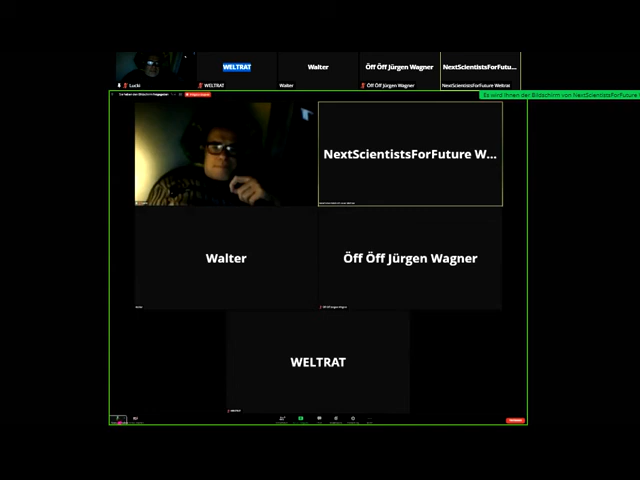 WELTRAT
Walter
Öff Öff Jürgen Wagner
NextScientistsForFutu...
Lucki
WELTRAT
Walter
Öff Öff Jürgen Wagner
NextScientistsForFuture Weltrat
Es wird Ihnen der Bildschirm von NextScientistsForFuture
NextScientistsForFuture W...
Walter
Öff Öff Jürgen Wagner
WELTRAT